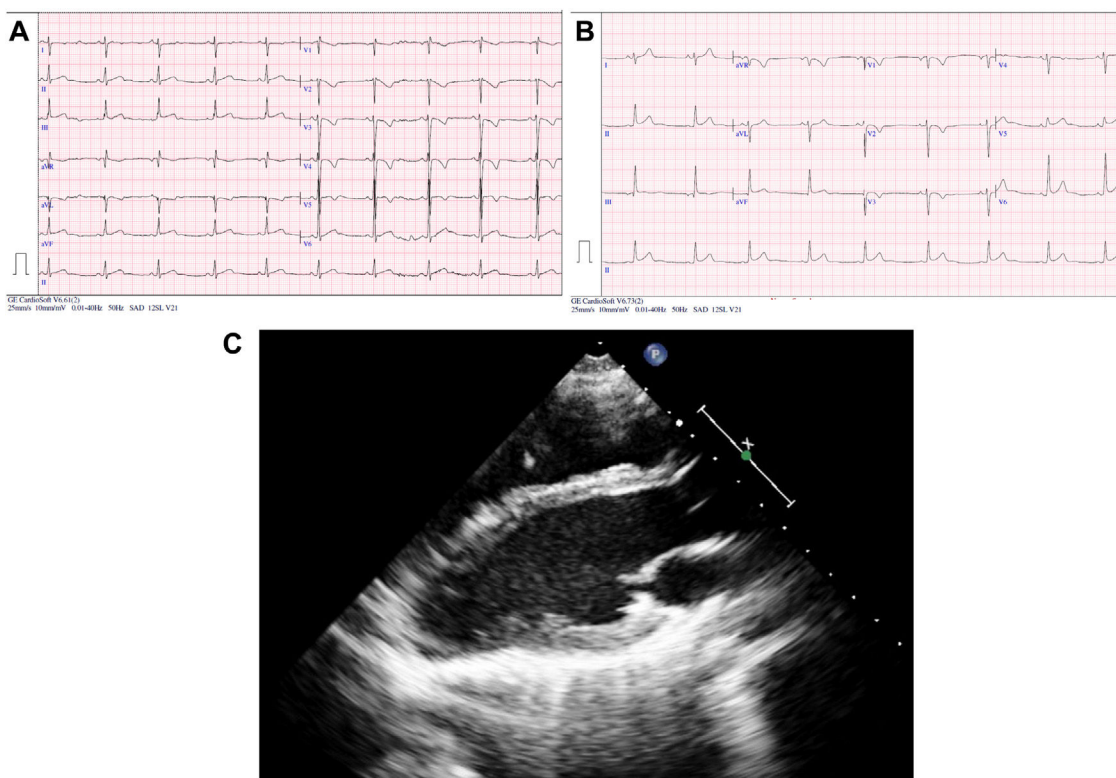 A
I
V1
II
V2
III
V3
aVR
V4
aVL
V5
aVF
V6
II
GE CardioSoft V6.61(2)
25mm/s 10mm/mV 0.01-40Hz 50Hz SAD 12SL V21
B
I
aVR
V1
V4
II
aVL
V2
V5
III
aVF
V3
V6
II
GE CardioSoft V6.73(2)
25mm/s 10mm/mV 0.01-40Hz 50Hz SAD 12SL V21
C
P
X